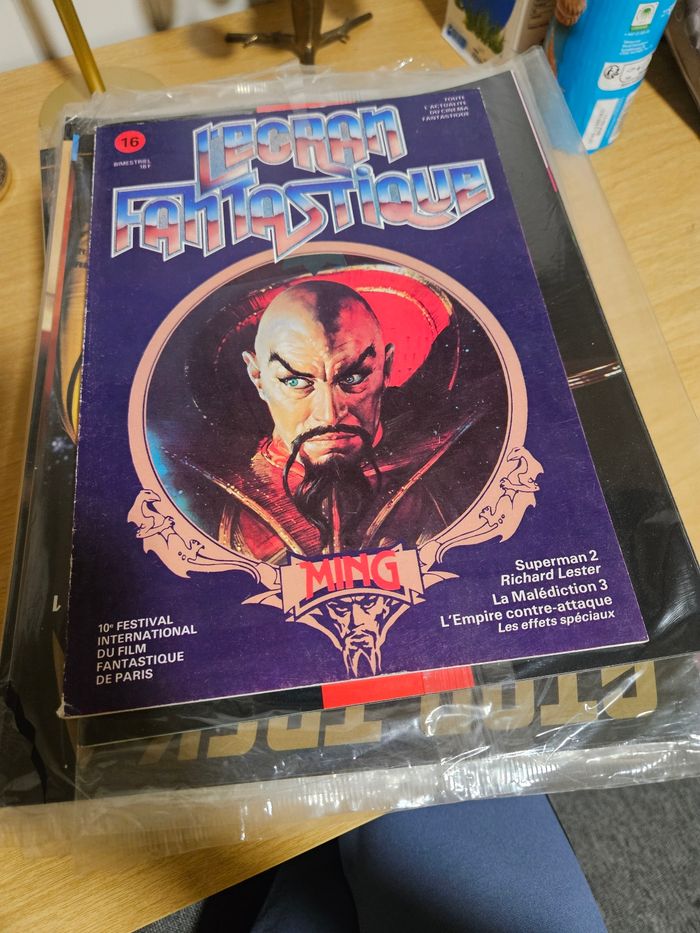 16
BIMESTRIEL
18 F
TOUTE
L'ACTUALITÉ
DU CINÉMA
FANTASTIQUE
L'ECRAN
FANTASTIQUE
MING
Superman 2
Richard Lester
La Malédiction 3
L'Empire contre-attaque
Les effets spéciaux
10e FESTIVAL
INTERNATIONAL
DU FILM
FANTASTIQUE
DE PARIS